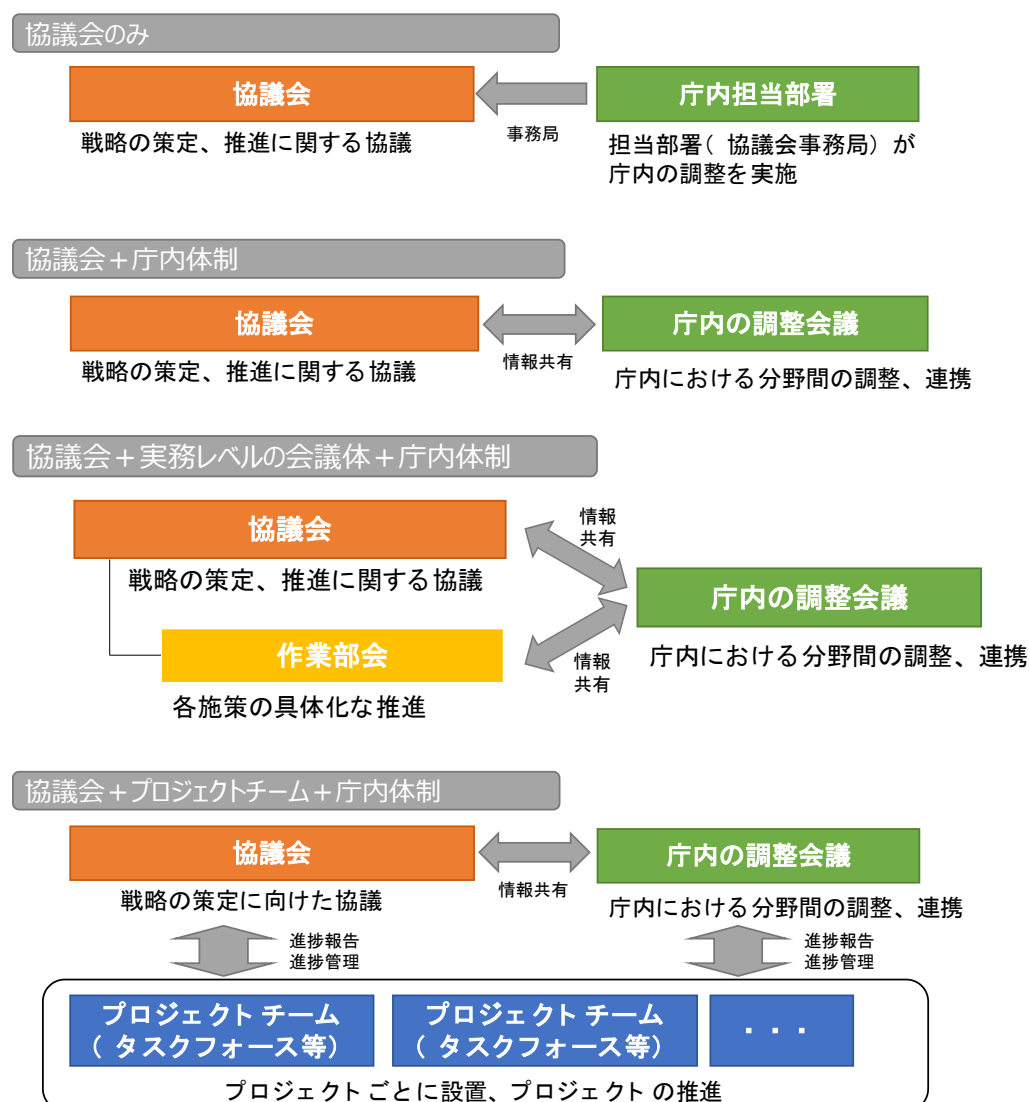 協議会のみ
協議会
庁内担当部署
事務局
戦略の策定、推進に関する協議
担当部署（協議会事務局）が
庁内の調整を実施
協議会＋庁内体制
協議会
庁内の調整会議
情報共有
戦略の策定、推進に関する協議
庁内における分野間の調整、連携
協議会＋実務レベルの会議体＋庁内体制
協議会
情報
共有
戦略の策定、推進に関する協議
庁内の調整会議
作業部会
情報
共有
庁内における分野間の調整、連携
各施策の具体化な推進
協議会＋プロジェクトチーム＋庁内体制
協議会
庁内の調整会議
情報共有
戦略の策定に向けた協議
庁内における分野間の調整、連携
進捗報告
進捗管理
進捗報告
進捗管理
プロジェクトチーム
（タスクフォース等）
プロジェクトチーム
（タスクフォース等）
・・・
プロジェクトごとに設置、プロジェクトの推進